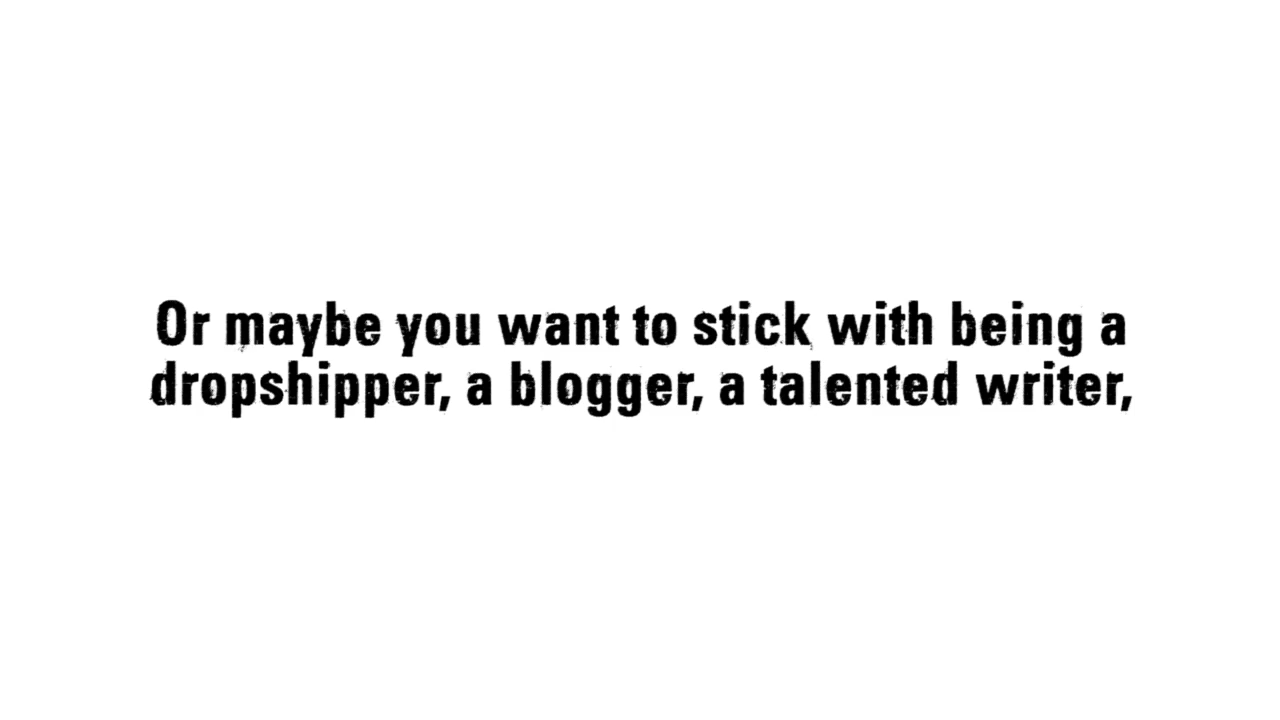 Or maybe you want to stick with being a
dropshipper, a blogger, a talented writer,